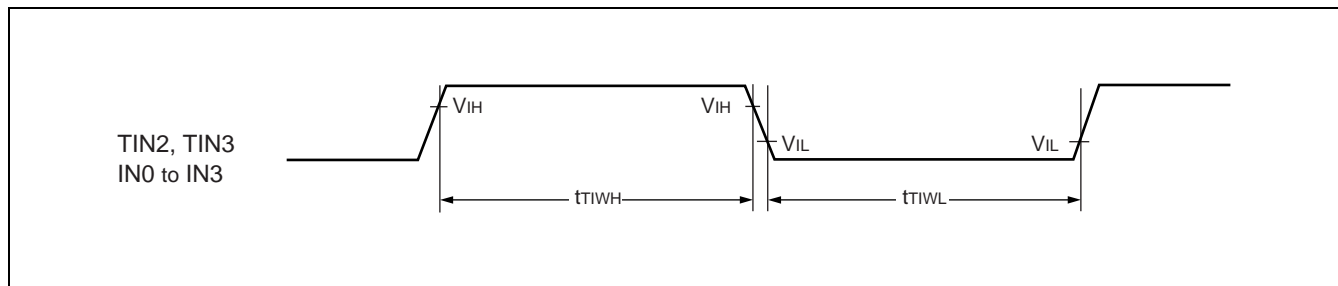 TIN2, TIN3
IN0 to IN3
VIH
VIH
VIL
VIL
tTIWH
tTIWL